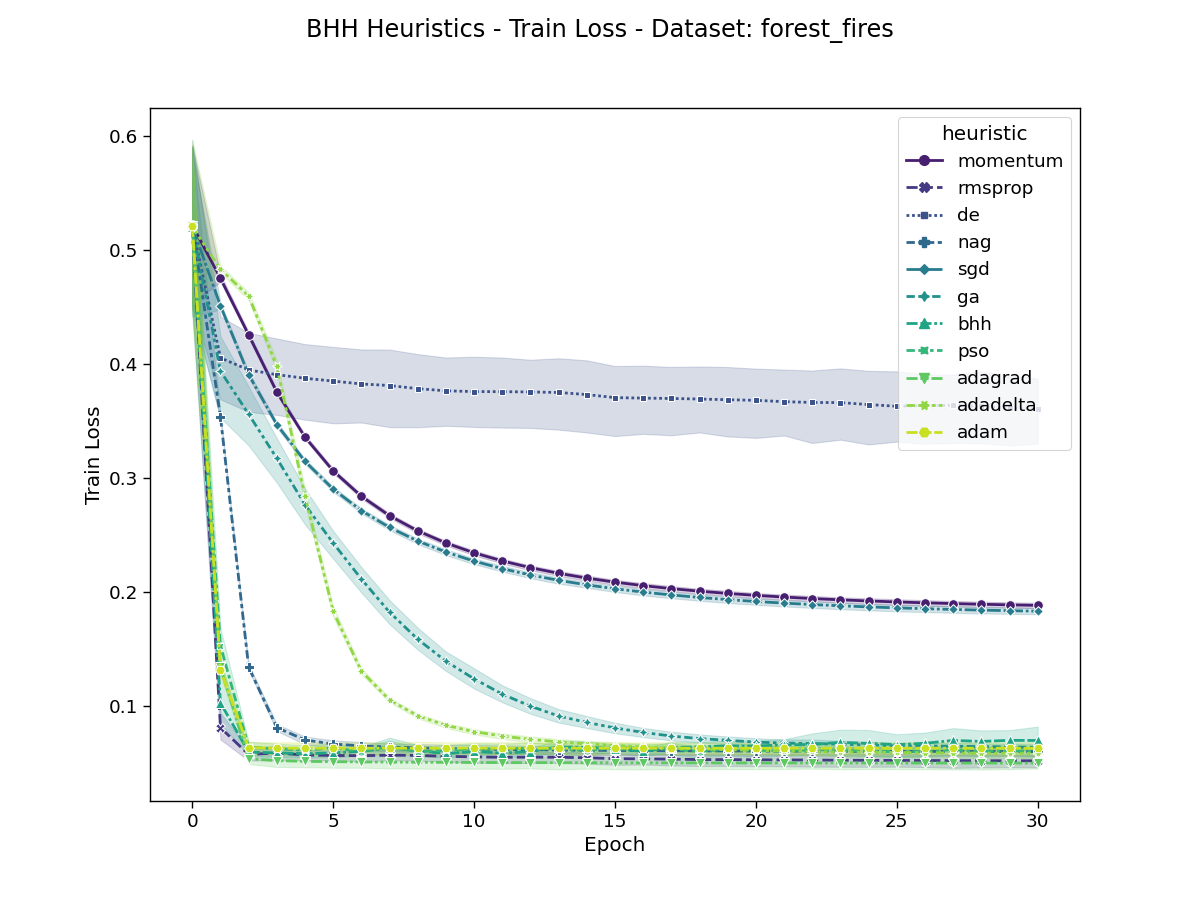 BHH Heuristics - Train Loss - Dataset: forest_fires
heuristic
momentum
rmsprop
de
nag
sgd
ga
bhh
pso
adagrad
adadelta
adam
Train Loss
0.6
0.5
0.4
0.3
0.2
0.1
0 5 10 15 20 25 30
Epoch